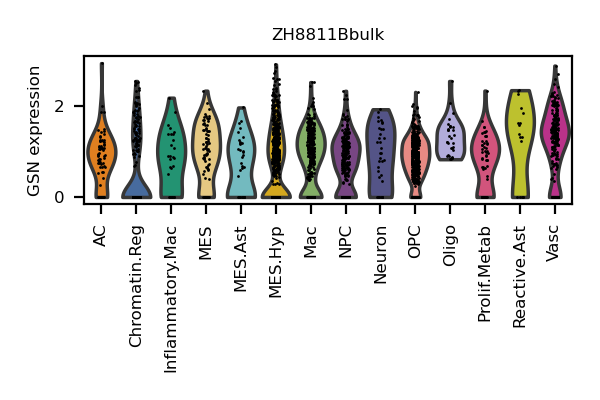 ZH8811Bbulk
GSN expression
2
0
AC
Chromatin.Reg
Inflammatory.Mac
MES
MES.Ast
MES.Hyp
Mac
NPC
Neuron
OPC
Oligo
Prolif.Metab
Reactive.Ast
Vasc